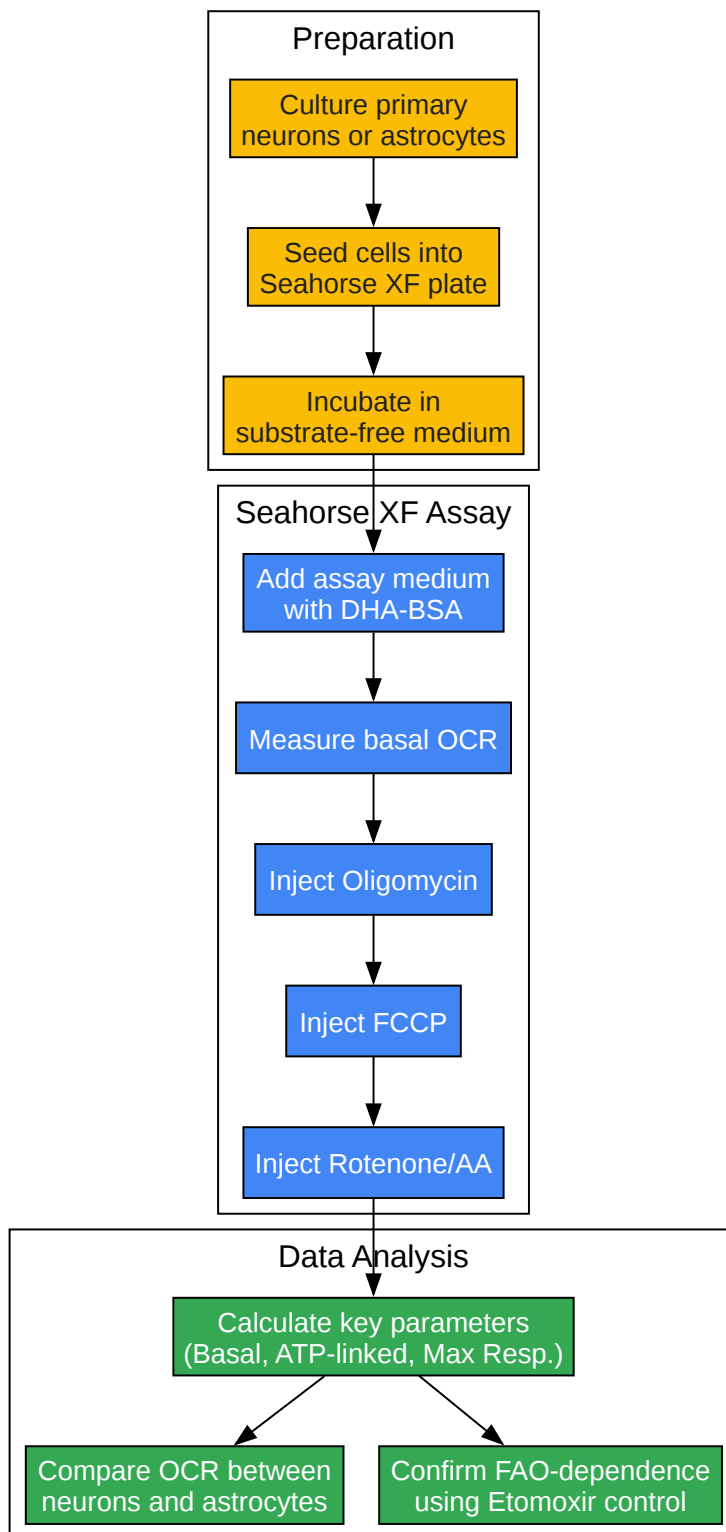 Preparation
Culture primary
neurons or astrocytes
Seed cells into
Seahorse XF plate
Incubate in
substrate-free medium
Seahorse XF Assay
Add assay medium
with DHA-BSA
Measure basal OCR
Inject Oligomycin
Inject FCCP
Inject Rotenone/AA
Data Analysis
Calculate key parameters
(Basal, ATP-linked, Max Resp.)
Compare OCR between
neurons and astrocytes
Confirm FAO-dependence
using Etomoxir control